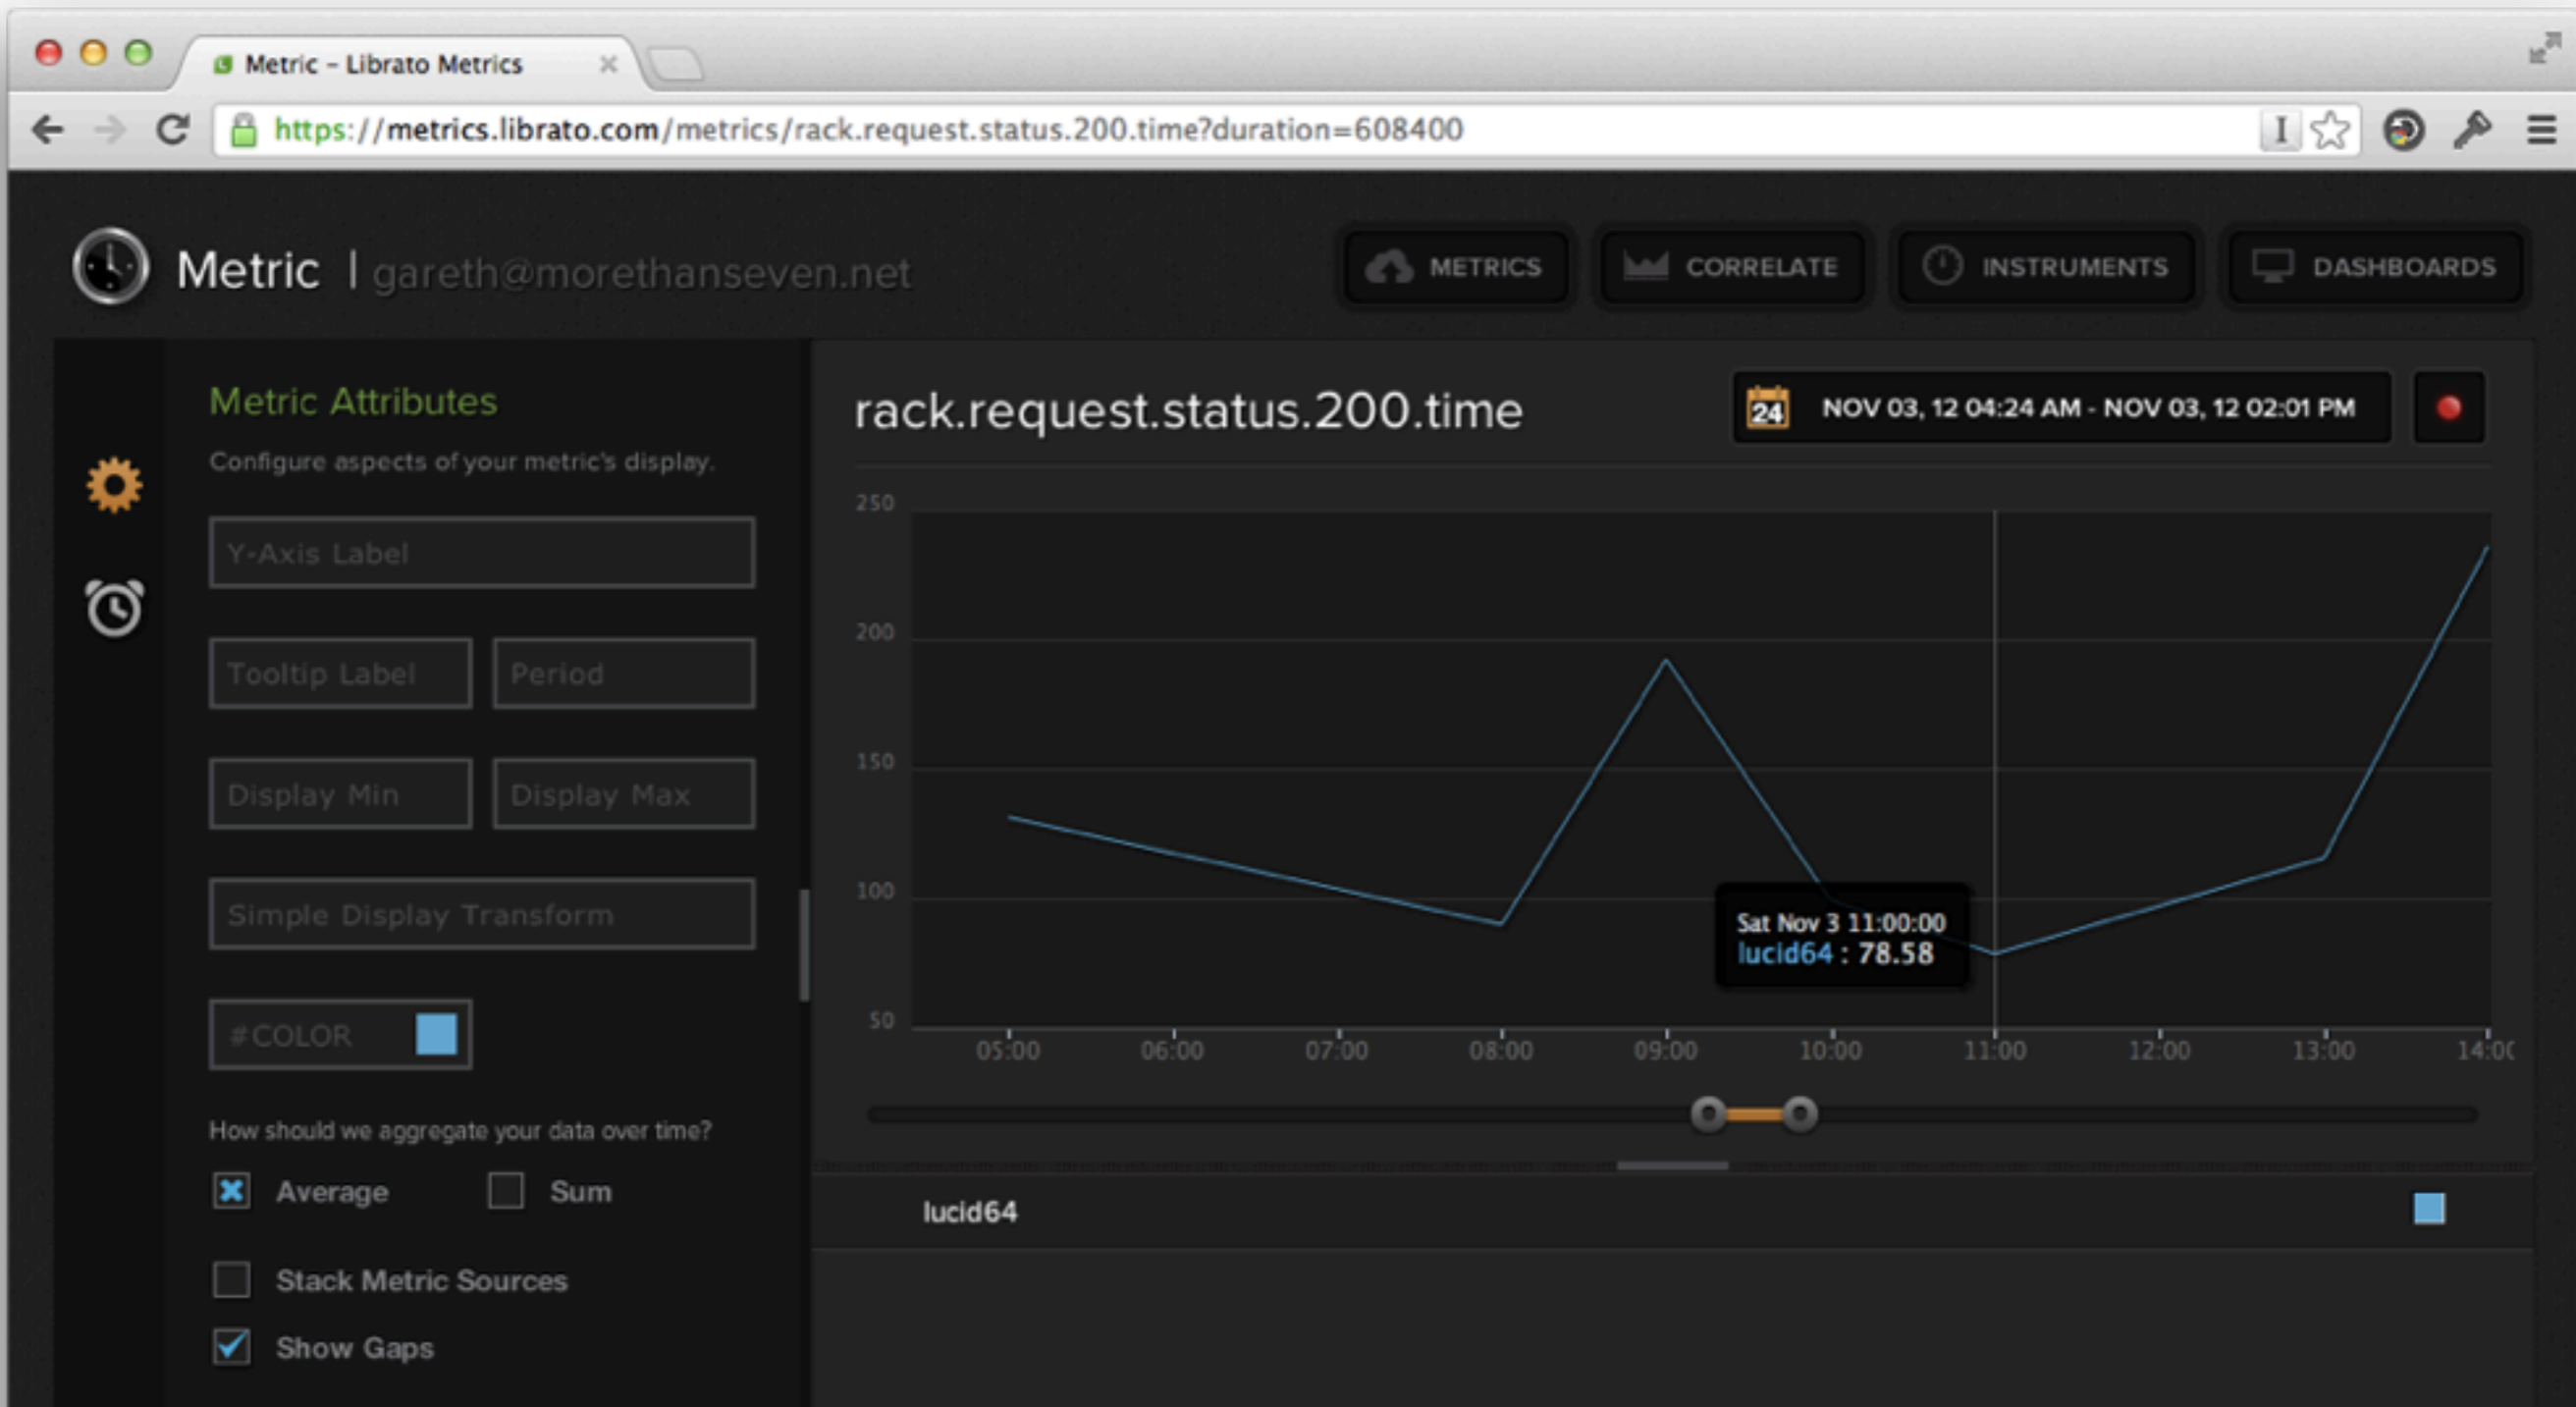 Metric – Librato Metrics
https://metrics.librato.com/metrics/rack.request.status.200.time?duration=608400
I
Metric | gareth@morethanseven.net
METRICS
CORRELATE
INSTRUMENTS
DASHBOARDS
Metric Attributes
Configure aspects of your metric's display.
Y-Axis Label
Tooltip Label
Period
Display Min
Display Max
Simple Display Transform
#COLOR
How should we aggregate your data over time?
Average
Sum
Stack Metric Sources
Show Gaps
rack.request.status.200.time
24
NOV 03, 12 04:24 AM - NOV 03, 12 02:01 PM
250
200
150
100
50
Sat Nov 3 11:00:00
lucid64 : 78.58
05:00 06:00 07:00 08:00 09:00 10:00 11:00 12:00 13:00 14:0
lucid64